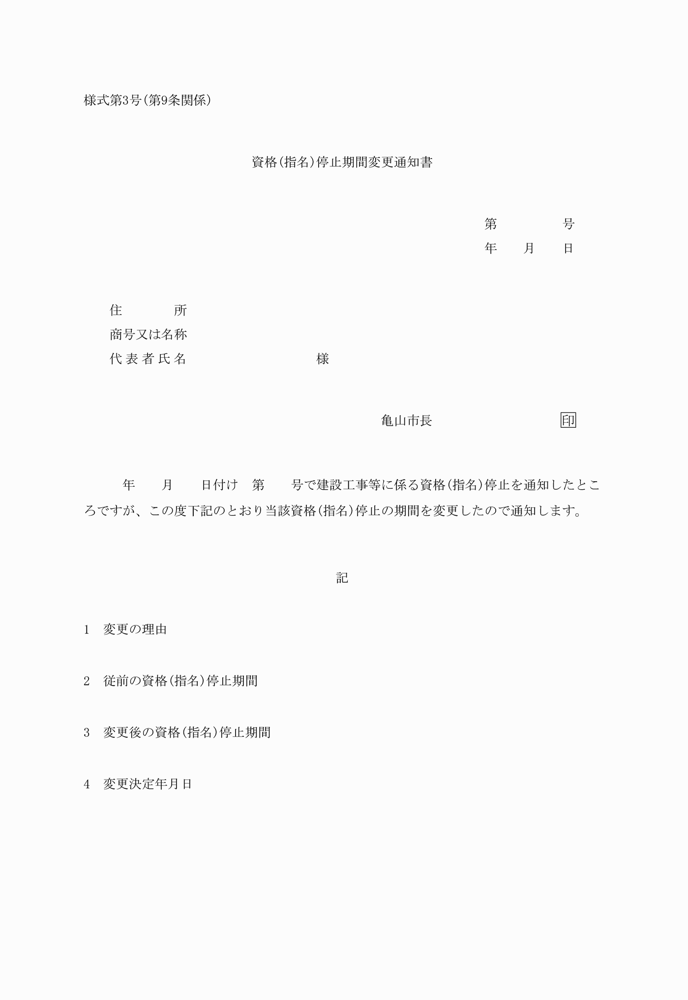 様式第3号(第9条関係)
資格(指名)停止期間変更通知書
第　　　　　号
年　　月　　日
住　　　　所
商号又は名称
代表者氏名　　　　　　　　　　様
亀山市長　　　　　　　　　　印
年　　月　　日付け　第　　号で建設工事等に係る資格(指名)停止を通知したとこ
ろですが、この度下記のとおり当該資格(指名)停止の期間を変更したので通知します。
記
1　変更の理由
2　従前の資格(指名)停止期間
3　変更後の資格(指名)停止期間
4　変更決定年月日